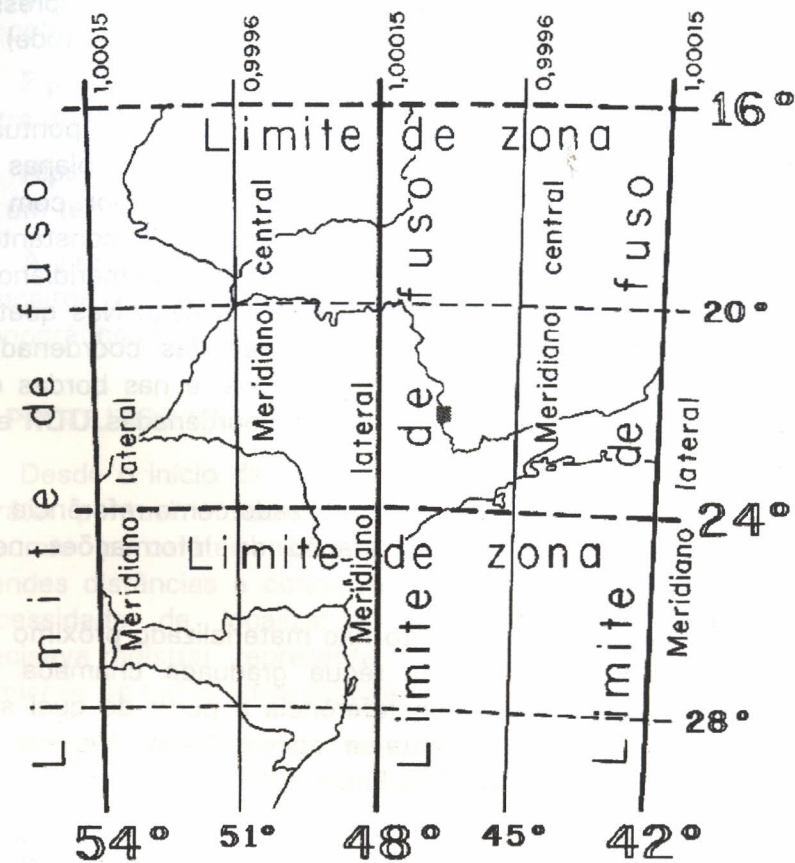 1,00015
0,9996
1,00015
0,9996
1,00015
Limite de zona
16°
Limite de fuso
Meridiano lateral
Meridiano central
Meridiano lateral
Limite de fuso
Meridiano central
Limite de fuso
Meridiano lateral
20°
24°
Limite de zona
28°
54°
51°
48°
45°
42°